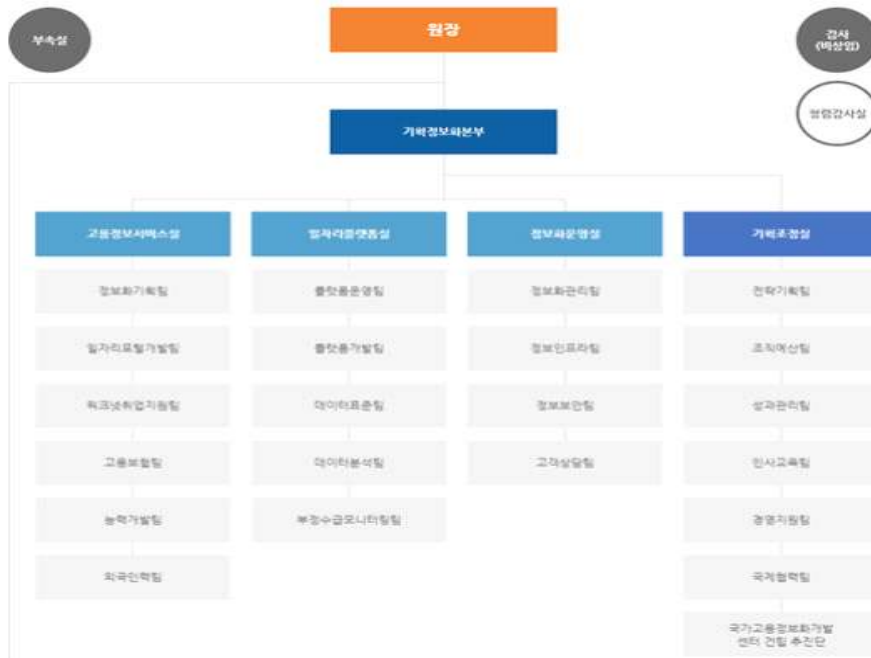 부속실
원장
감사
(비상임)
청렴감사실
기획정보화본부
고용정보서비스실
일자리플랫폼실
정보화운영실
기획조정실
정보화기획팀
플랫폼운영팀
정보화관리팀
전략기획팀
일자리포털개발팀
플랫폼개발팀
정보인프라팀
조직예산팀
워크넷취업지원팀
데이터표준팀
정보보안팀
성과관리팀
고용보험팀
데이터분석팀
고객상담팀
인사교육팀
능력개발팀
부정수급모니터링팀
경영지원팀
외국인력팀
국제협력팀
국가고용정보화개발
센터 건립 추진단